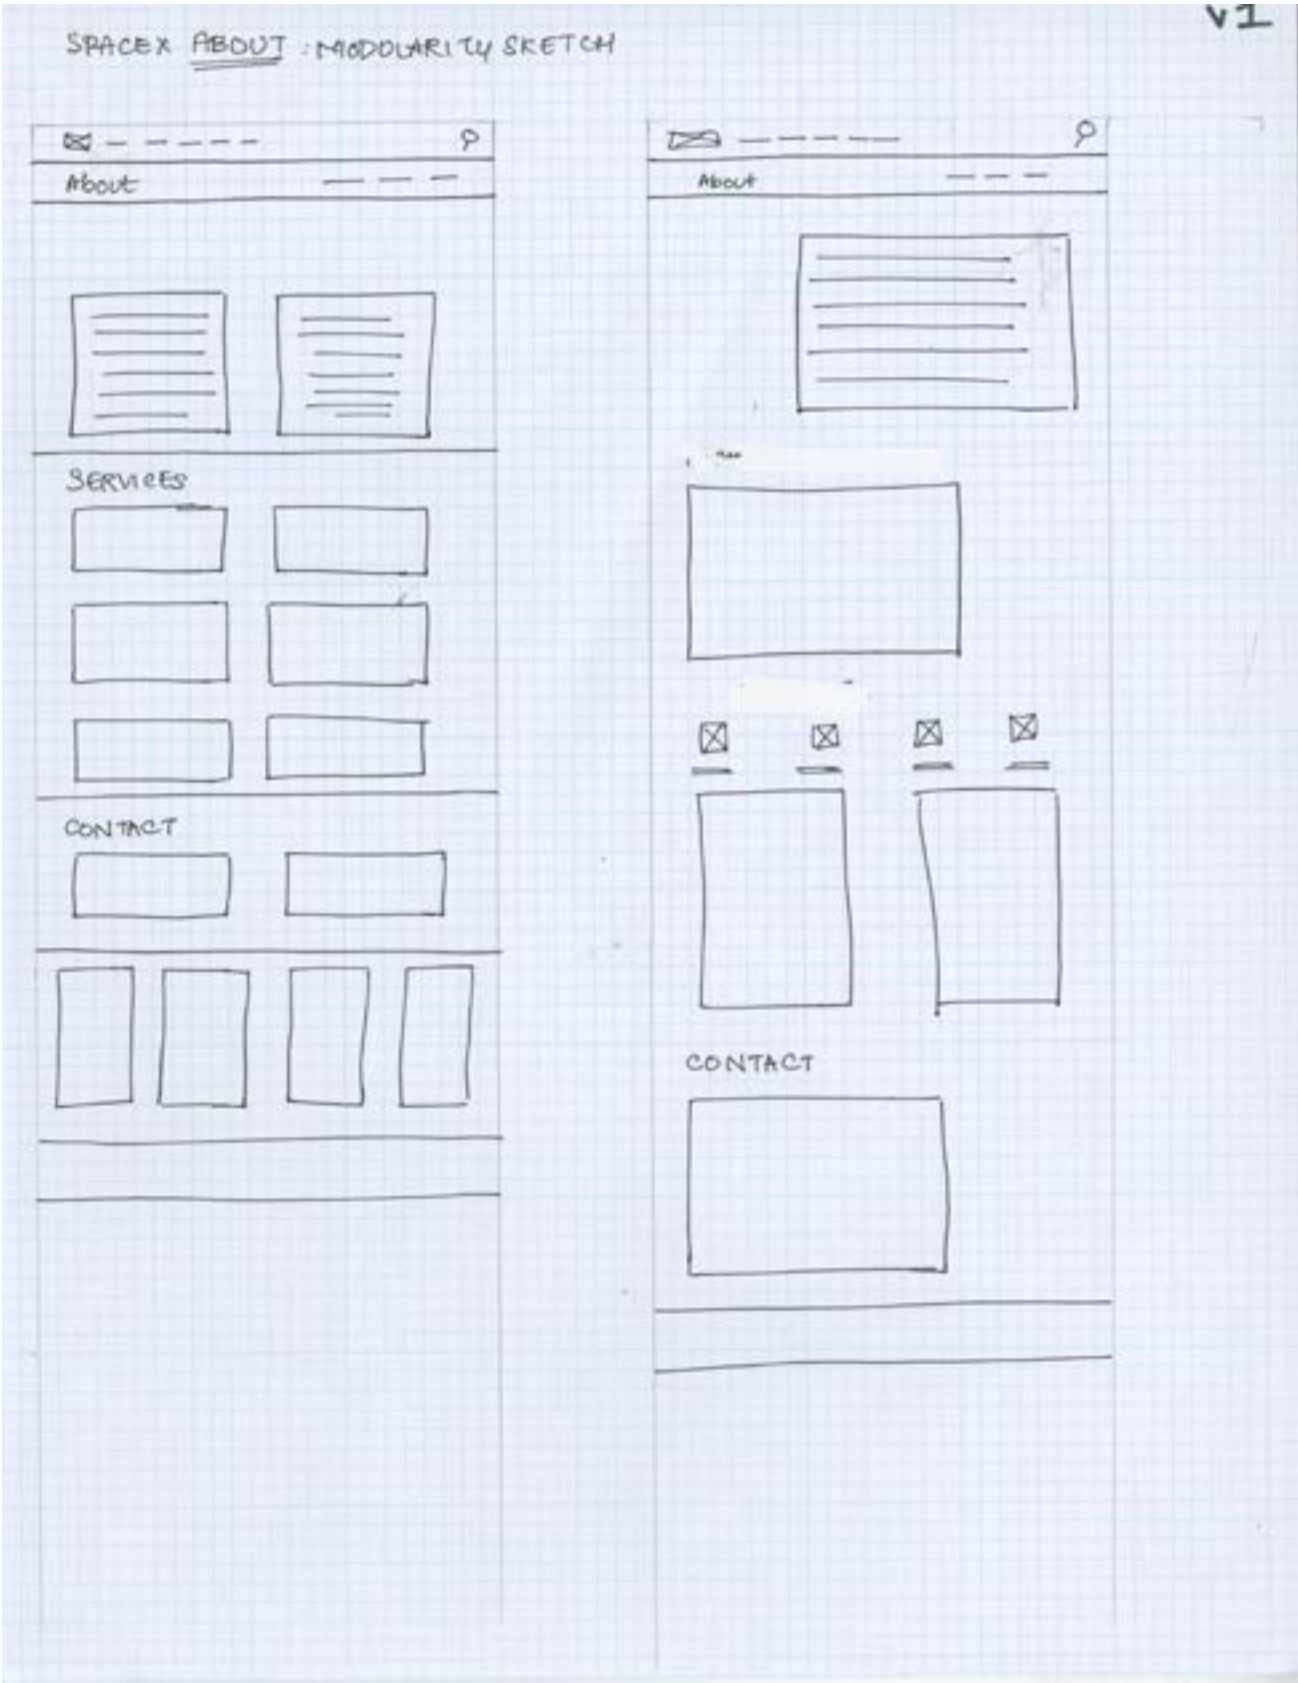 V1
SPACEX ABOUT : MODULARITY SKETCH
About
SERVICES
CONTACT
About
CONTACT